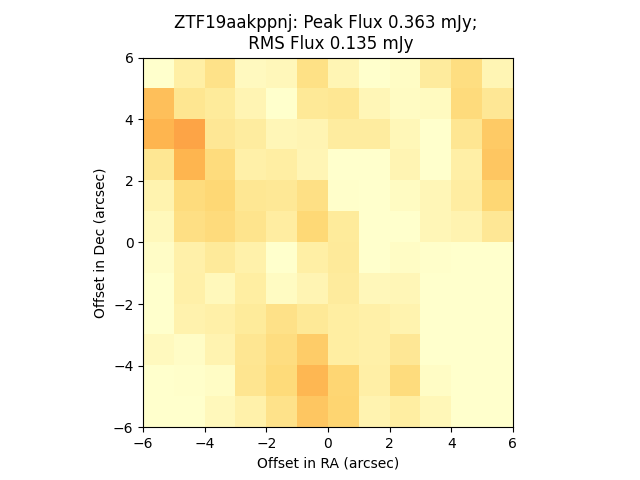 ZTF19aakppnj: Peak Flux 0.363 mJy;
RMS Flux 0.135 mJy
6
4
2
0
−2
−4
−6
Offset in Dec (arcsec)
−6 −4 −2 0 2 4 6
Offset in RA (arcsec)